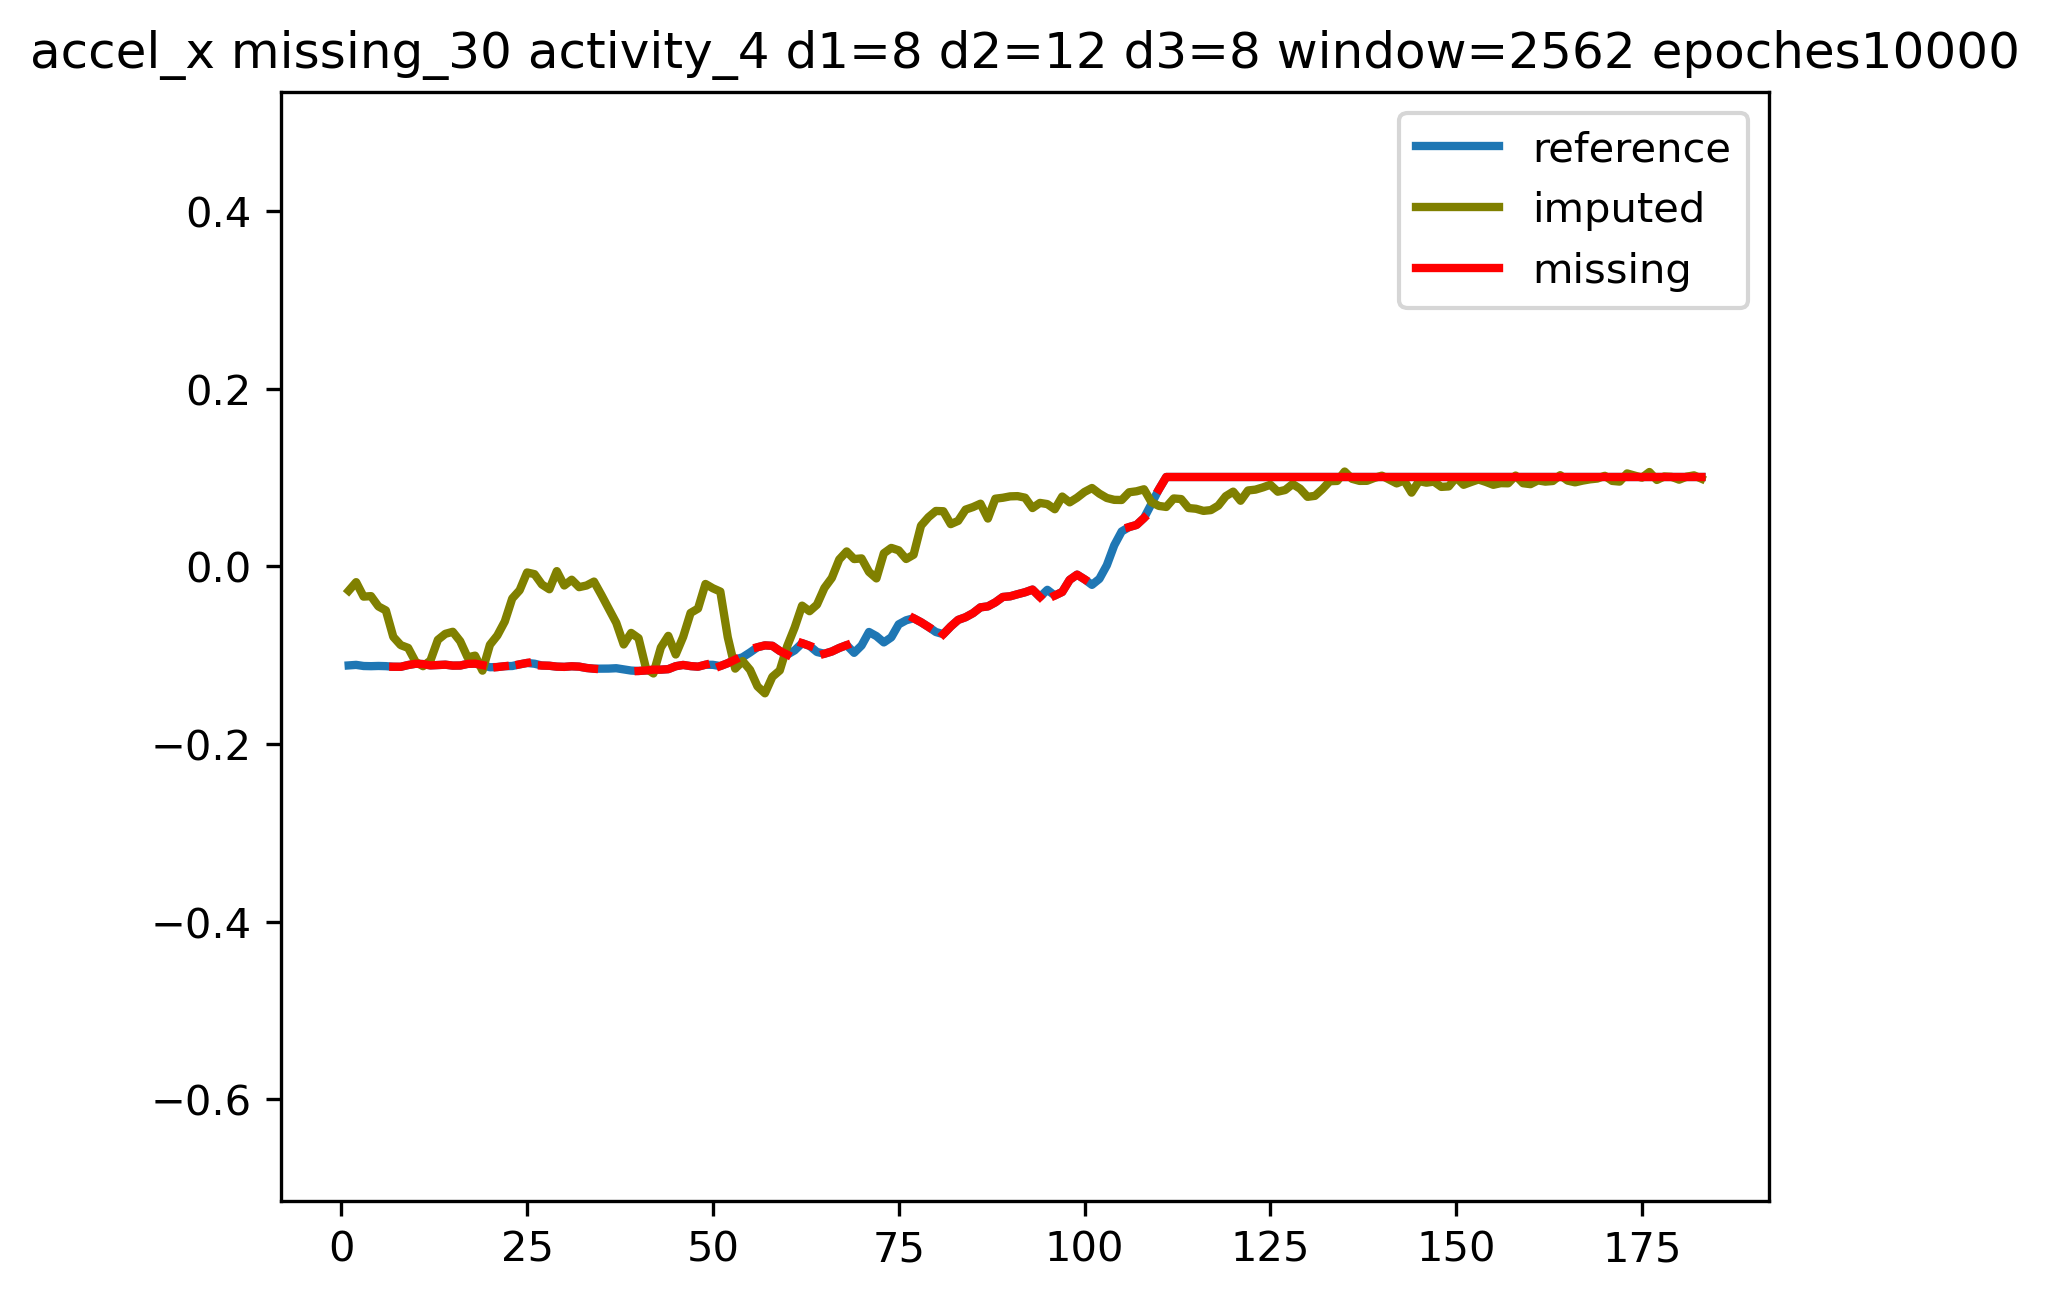 accel_x missing_30 activity_4 d1=8 d2=12 d3=8 window=2562 epoches10000
reference
imputed
missing
0.4
0.2
0.0
−0.2
−0.4
−0.6
0 25 50 75 100 125 150 175